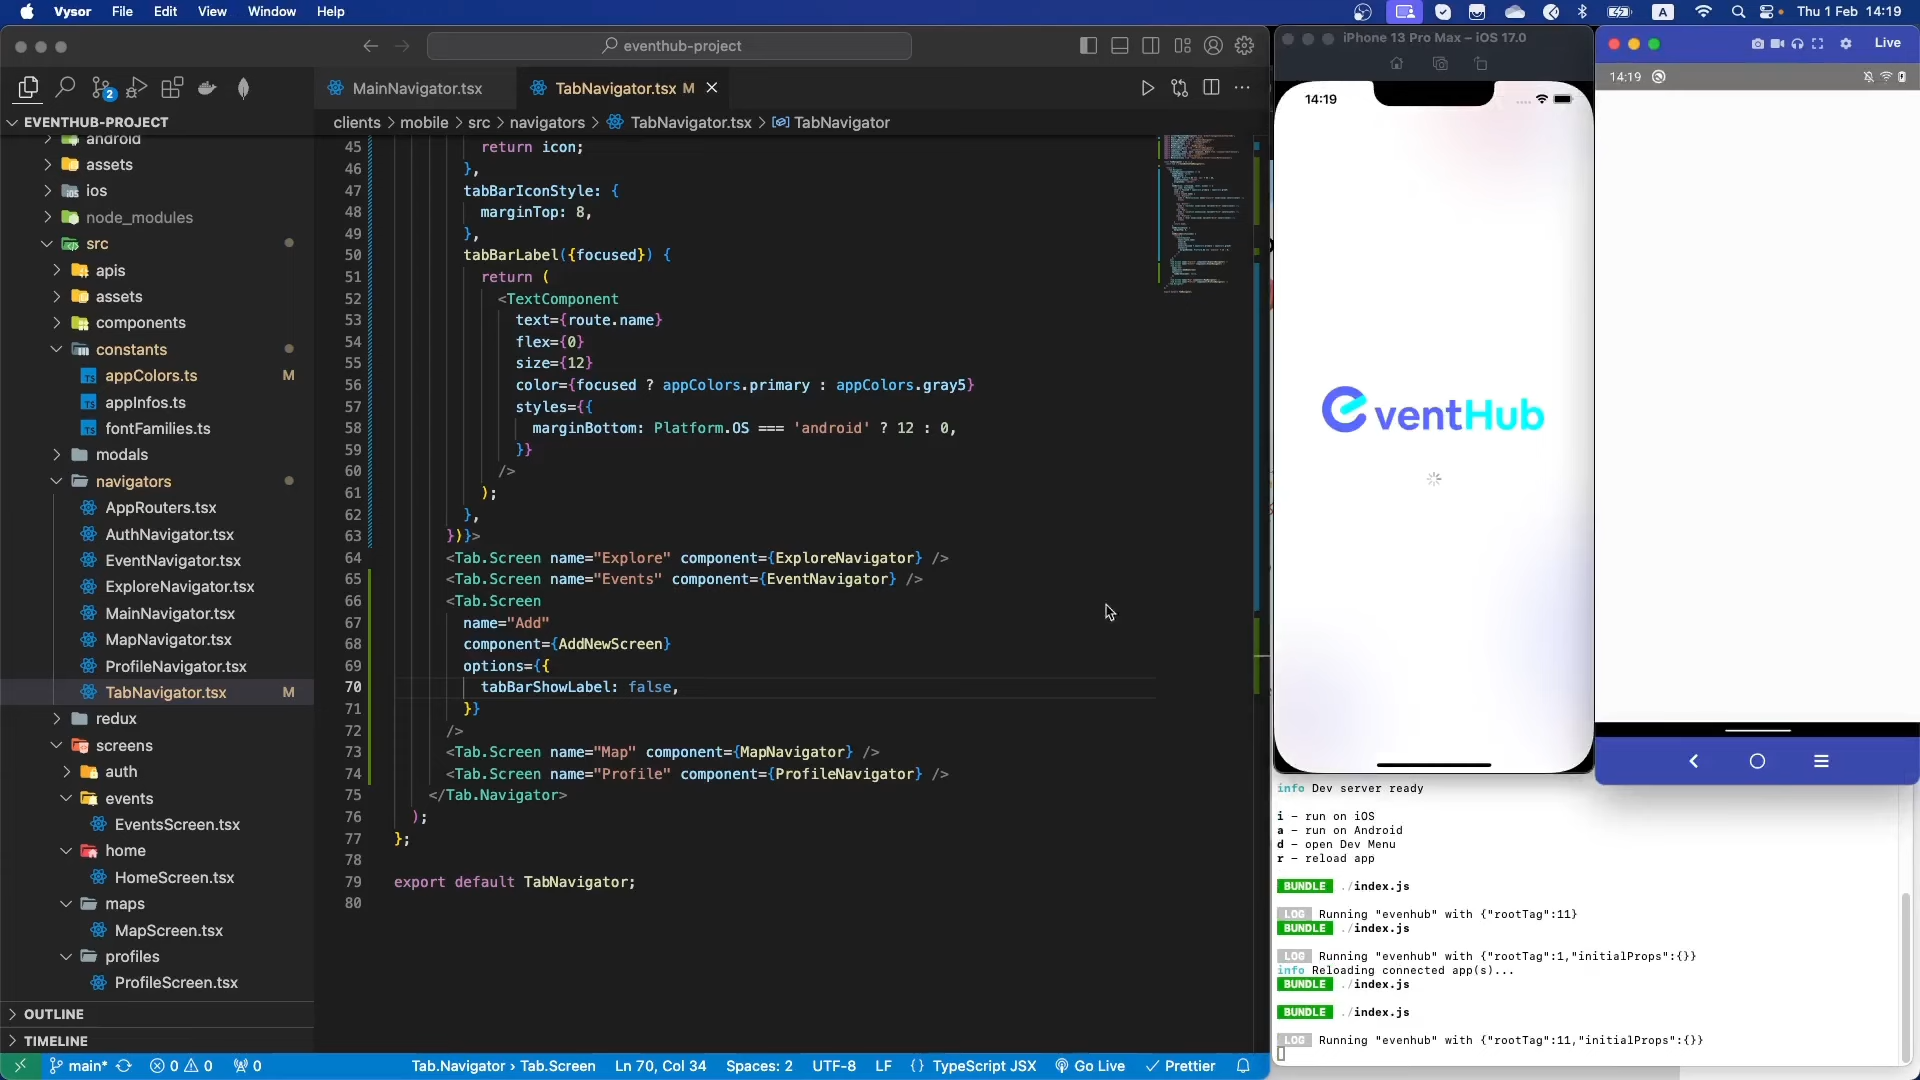 Vysor File Edit View Window Help
A Thu 1 Feb 14:19
eventhub-project
MainNavigator.tsx
TabNavigator.tsx M
2
EVENTHUB-PROJECT
clients > mobile > src > navigators > TabNavigator.tsx > TabNavigator
android
assets
ios
node_modules
src
apis
assets
components
constants
appColors.ts M
appInfos.ts
fontFamilies.ts
modals
navigators
AppRouters.tsx
AuthNavigator.tsx
EventNavigator.tsx
ExploreNavigator.tsx
MainNavigator.tsx
MapNavigator.tsx
ProfileNavigator.tsx
TabNavigator.tsx M
redux
screens
auth
events
EventsScreen.tsx
home
HomeScreen.tsx
maps
MapScreen.tsx
profiles
ProfileScreen.tsx
OUTLINE
TIMELINE
45 return icon;
46 },
47 tabBarIconStyle: {
48 marginTop: 8,
49 },
50 tabBarLabel({focused}) {
51 return (
52 <TextComponent
53 text={route.name}
54 flex={0}
55 size={12}
56 color={focused ? appColors.primary : appColors.gray5}
57 styles={{
58 marginBottom: Platform.OS === 'android' ? 12 : 0,
59 }}
60 />
61 );
62 },
63 })}>
64 <Tab.Screen name="Explore" component={ExploreNavigator} />
65 <Tab.Screen name="Events" component={EventNavigator} />
66 <Tab.Screen
67 name="Add"
68 component={AddNewScreen}
69 options={{
70 tabBarShowLabel: false,
71 }}
72 />
73 <Tab.Screen name="Map" component={MapNavigator} />
74 <Tab.Screen name="Profile" component={ProfileNavigator} />
75 </Tab.Navigator>
76 );
77 };
78
79 export default TabNavigator;
80
main* 0 0 0 Tab.Navigator > Tab.Screen Ln 70, Col 34 Spaces: 2 UTF-8 LF {} TypeScript JSX Go Live Prettier
iPhone 13 Pro Max – iOS 17.0
14:19
ventHub
Live
14:19
info Dev server ready
i – run on iOS
a – run on Android
d – open Dev Menu
r – reload app
BUNDLE ./index.js
LOG Running "evenhub" with {"rootTag":11}
BUNDLE ./index.js
LOG Running "evenhub" with {"rootTag":1,"initialProps":{}}
info Reloading connected app(s)...
BUNDLE ./index.js
BUNDLE ./index.js
LOG Running "evenhub" with {"rootTag":11,"initialProps":{}}